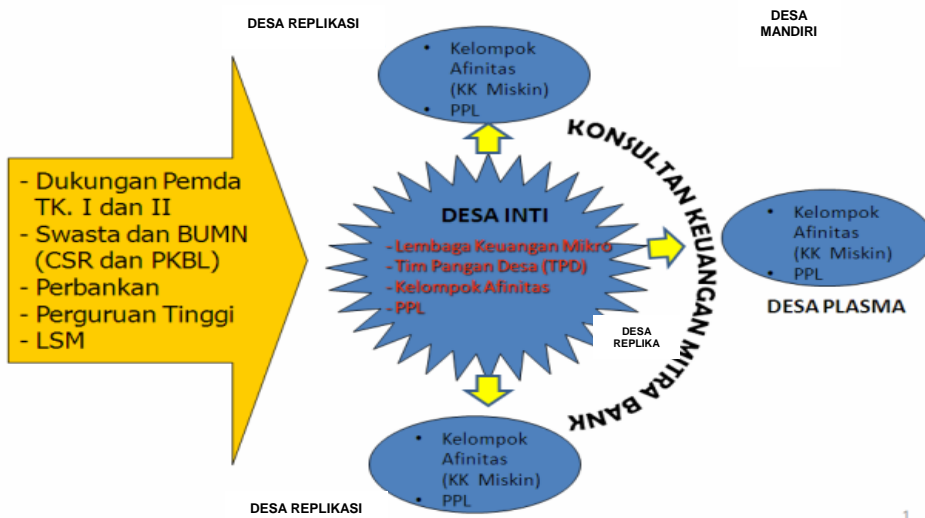 DESA REPLIKASI
DESA
MANDIRI
• Kelompok
Afinitas
(KK Miskin)
• PPL
KONSULTAN KEUANGAN MITRA BANK
- Dukungan Pemda
TK. I dan II
- Swasta dan BUMN
(CSR dan PKBL)
- Perbankan
- Perguruan Tinggi
- LSM
DESA INTI
- Lembaga Keuangan Mikro
- Tim Pangan Desa (TPD)
- Kelompok Afinitas
- PPL
• Kelompok
Afinitas
(KK Miskin)
• PPL
DESA PLASMA
DESA
REPLIKA
• Kelompok
Afinitas
(KK Miskin)
• PPL
DESA REPLIKASI
1